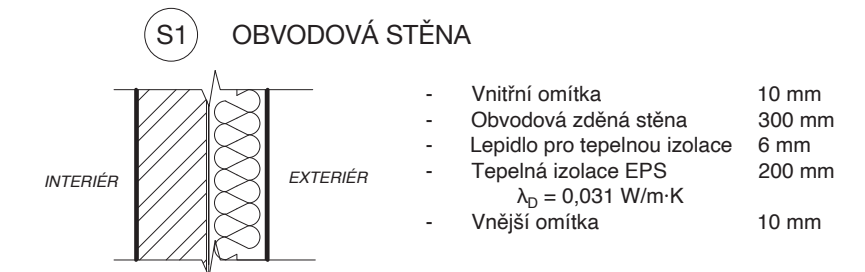 S1 OBVODOVÁ STĚNA
INTERIÉR
EXTERIÉR
- Vnitřní omítka 10 mm
- Obvodová zděná stěna 300 mm
- Lepidlo pro tepelnou izolace 6 mm
- Tepelná izolace EPS 200 mm
λD = 0,031 W/m·K
- Vnější omítka 10 mm